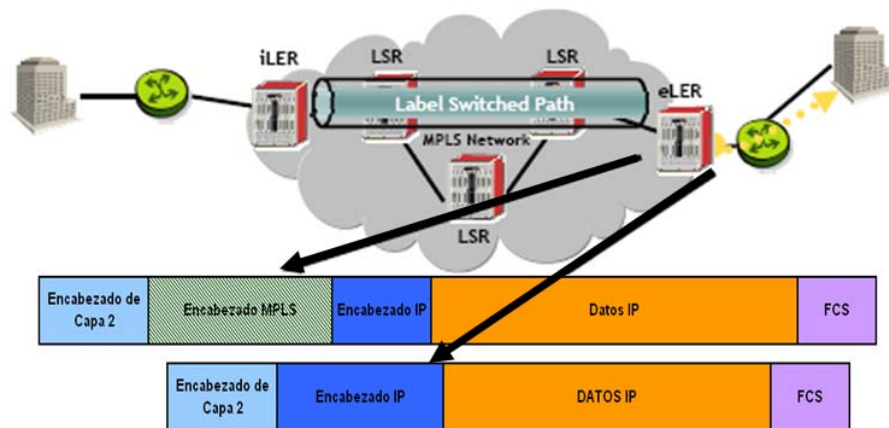 iLER
LSR
LSR
Label Switched Path
eLER
MPLS Network
LSR
Encabezado de
Capa 2
Encabezado MPLS
Encabezado IP
Datos IP
FCS
Encabezado de
Capa 2
Encabezado IP
DATOS IP
FCS